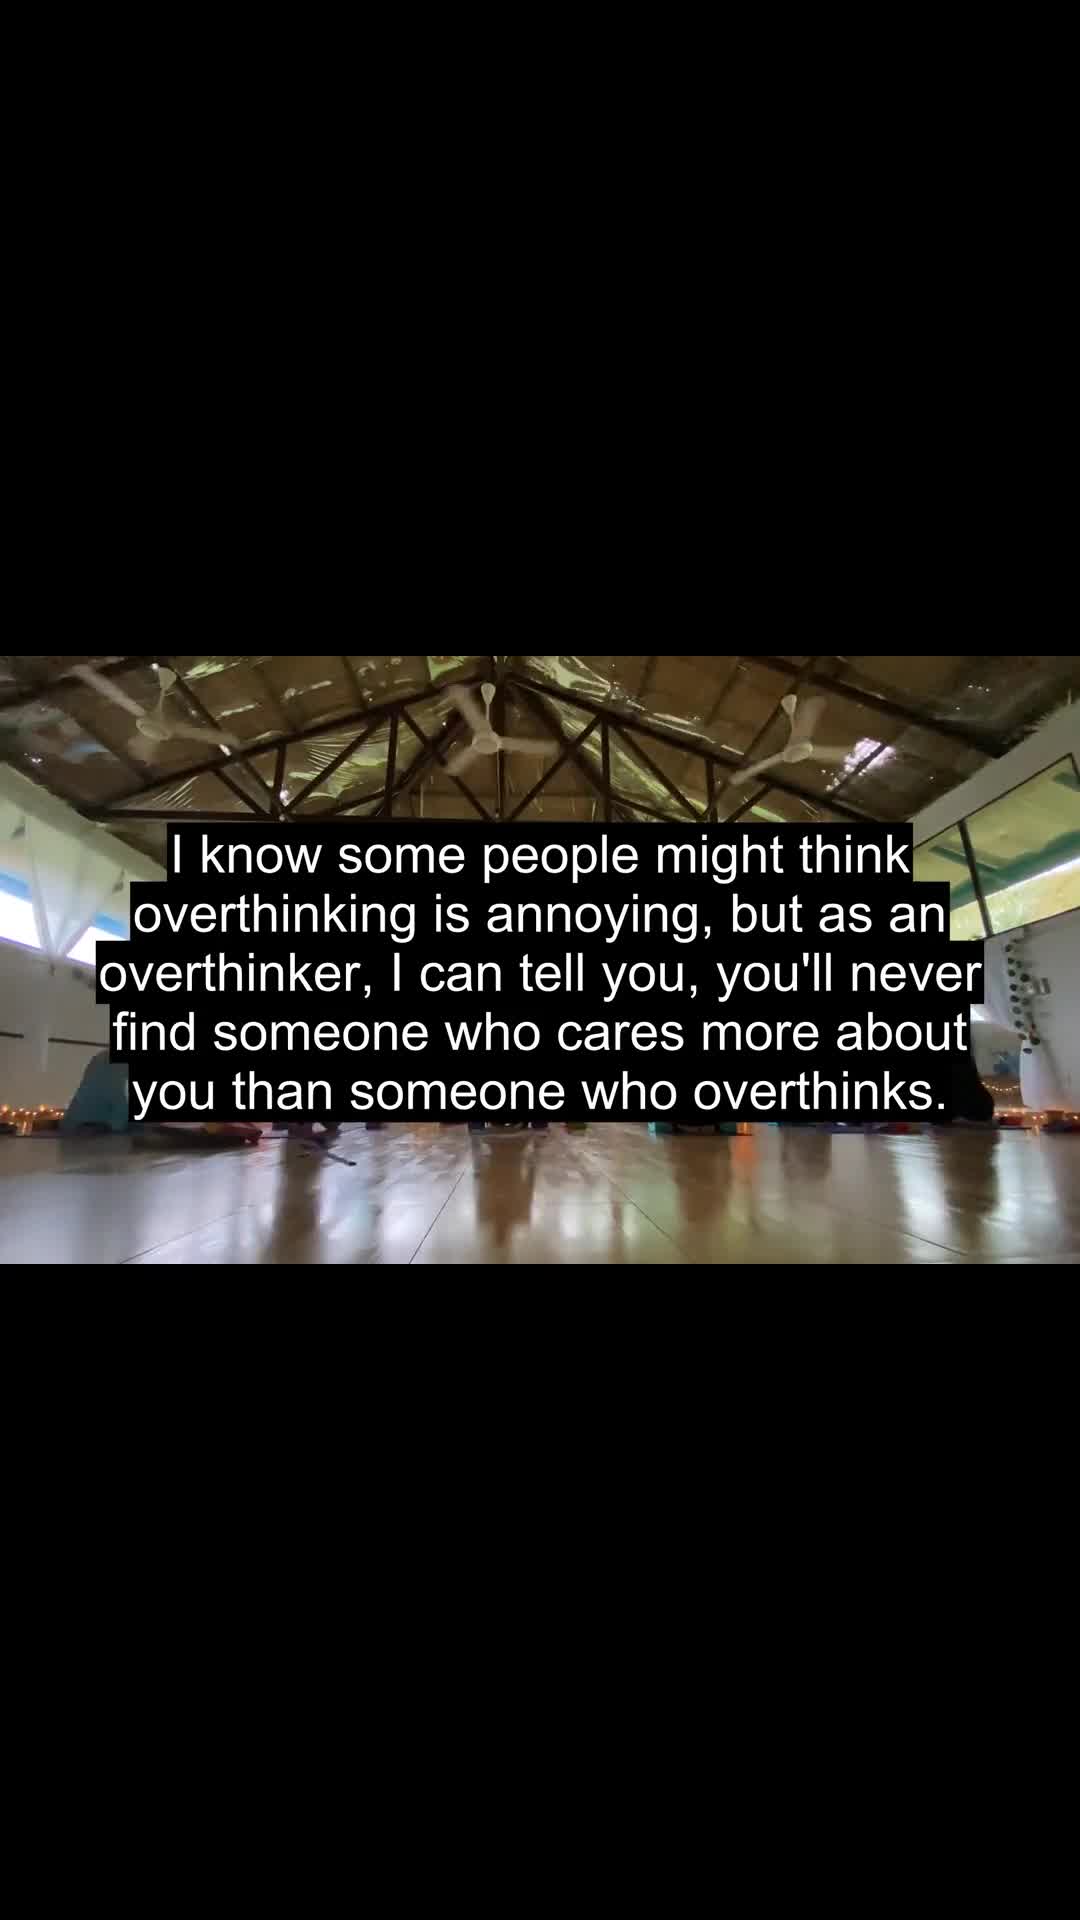 I know some people might think
overthinking is annoying, but as an
overthinker, I can tell you, you'll never
find someone who cares more about
you than someone who overthinks.